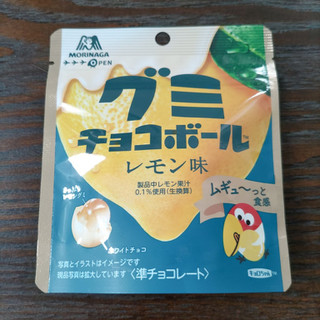 MORINAGA
OPEN
グミ
チョコボール
レモン味
製品中レモン果汁
0.1%使用(生換算)
ムギュ〜っと
食感
ホワイトチョコ
写真とイラストはイメージです
現品写真は拡大しています
〈準チョコレート〉